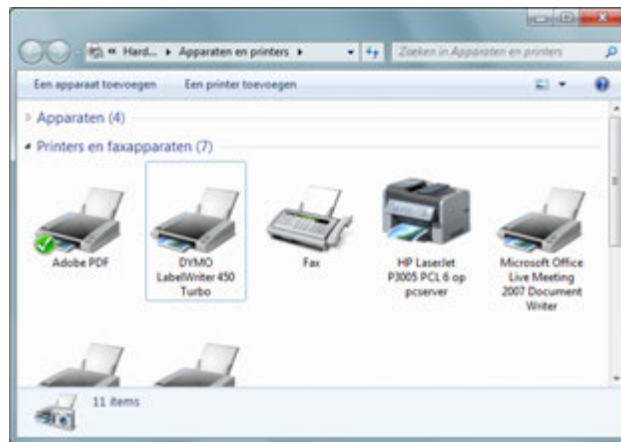 « Hard... ▸ Apparaten en printers ▸
Zoeken in Apparaten en printers
Een apparaat toevoegen Een printer toevoegen
Apparaten (4)
Printers en faxapparaten (7)
Adobe PDF
DYMO
LabelWriter 450
Turbo
Fax
HP LaserJet
P3005 PCL 6 op
pcserver
Microsoft Office
Live Meeting
2007 Document
Writer
11 items